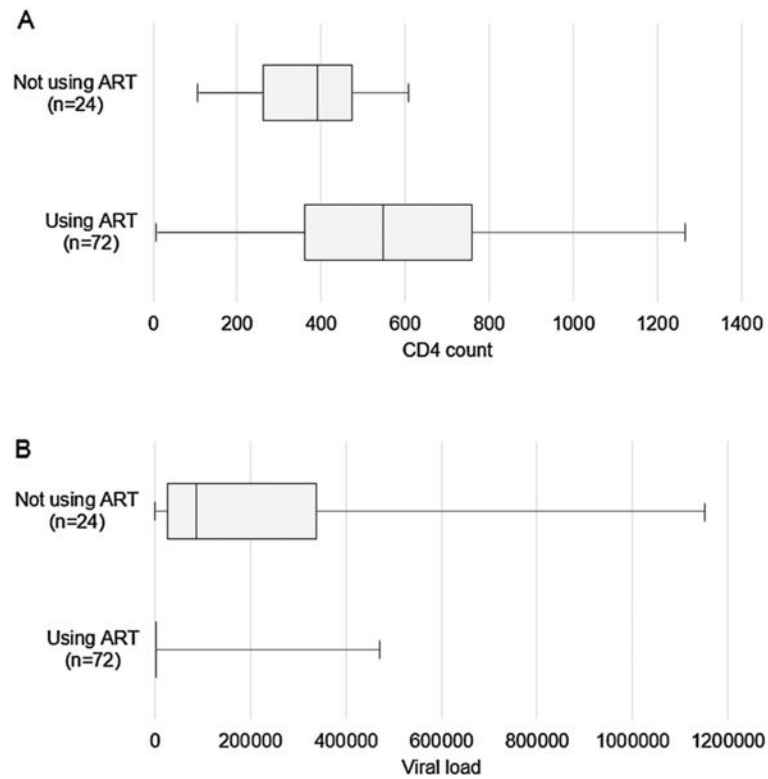 A
Not using ART
(n=24)
Using ART
(n=72)
0 200 400 600 800 1000 1200 1400
CD4 count
B
Not using ART
(n=24)
Using ART
(n=72)
0 200000 400000 600000 800000 1000000 1200000
Viral load